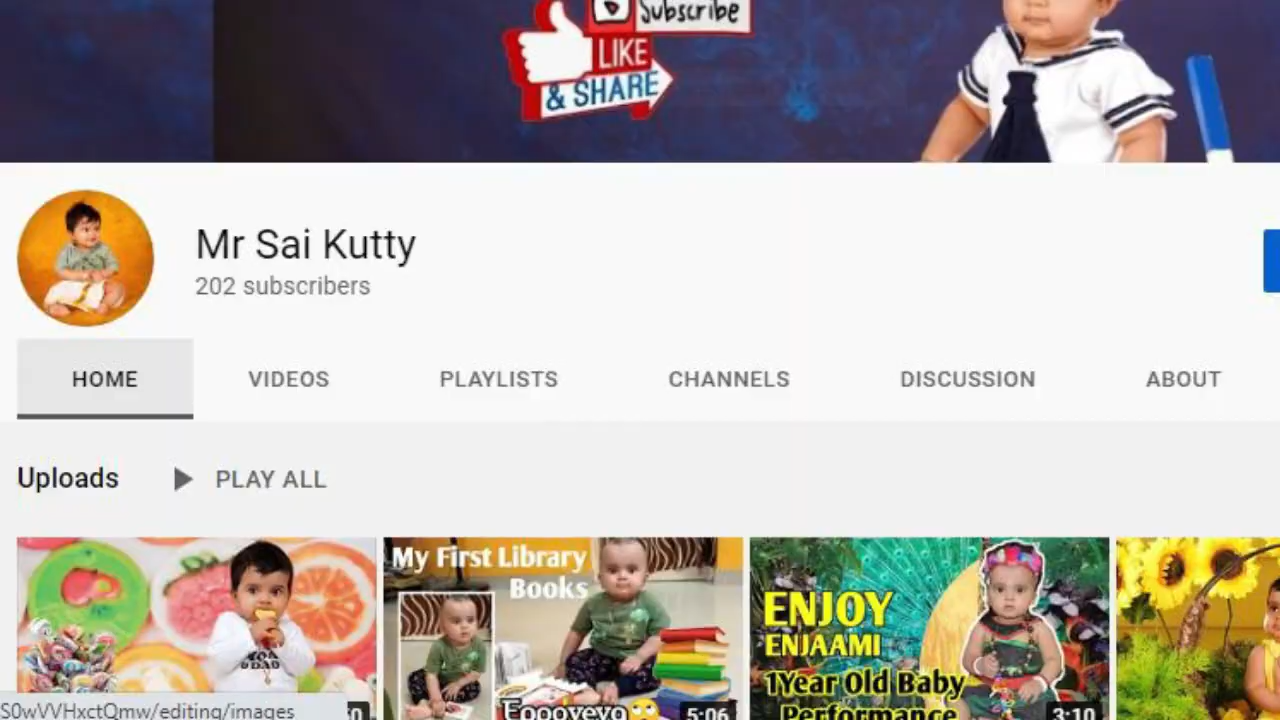 Subscribe
LIKE
& SHARE
Mr Sai Kutty
202 subscribers
HOME VIDEOS PLAYLISTS CHANNELS DISCUSSION ABOUT
Uploads PLAY ALL
My First Library
Books
ENJOY
ENJAAMI
1Year Old Baby
Performance
5:06
3:10
S0wVVHxctQmw/editing/images